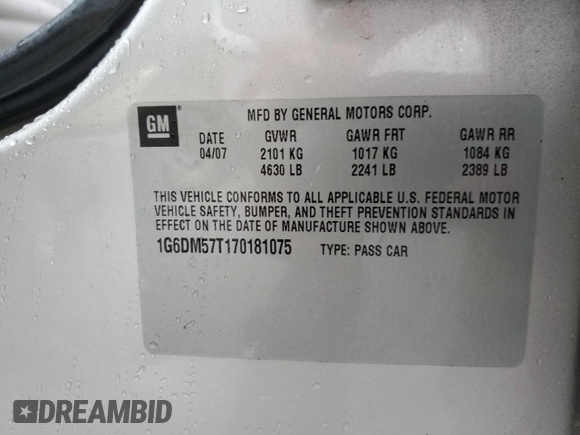 MFD BY GENERAL MOTORS CORP.
GM®
DATE GVWR GAWR FRT GAWR RR
04/07 2101 KG 1017 KG 1084 KG
4630 LB 2241 LB 2389 LB
THIS VEHICLE CONFORMS TO ALL APPLICABLE U.S. FEDERAL MOTOR
VEHICLE SAFETY, BUMPER, AND THEFT PREVENTION STANDARDS IN
EFFECT ON THE DATE OF MANUFACTURE SHOWN ABOVE.
1G6DM57T170181075 TYPE: PASS CAR
DREAMBID